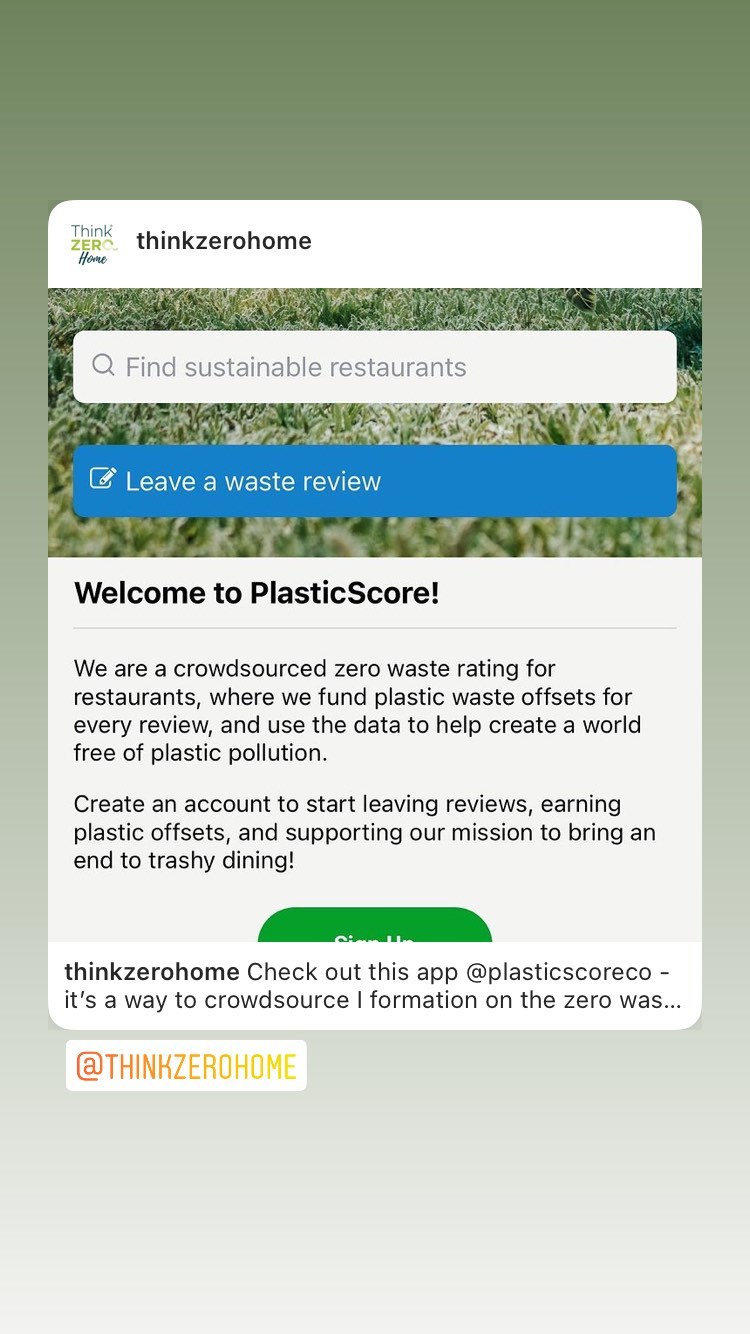 Think
ZERO
Home
thinkzerohome
Find sustainable restaurants
Leave a waste review
Welcome to PlasticScore!
We are a crowdsourced zero waste rating for
restaurants, where we fund plastic waste offsets for
every review, and use the data to help create a world
free of plastic pollution.
Create an account to start leaving reviews, earning
plastic offsets, and supporting our mission to bring an
end to trashy dining!
Sign Up
thinkzerohome Check out this app @plasticscoreco -
it’s a way to crowdsource I formation on the zero was...
@THINKZEROHOME